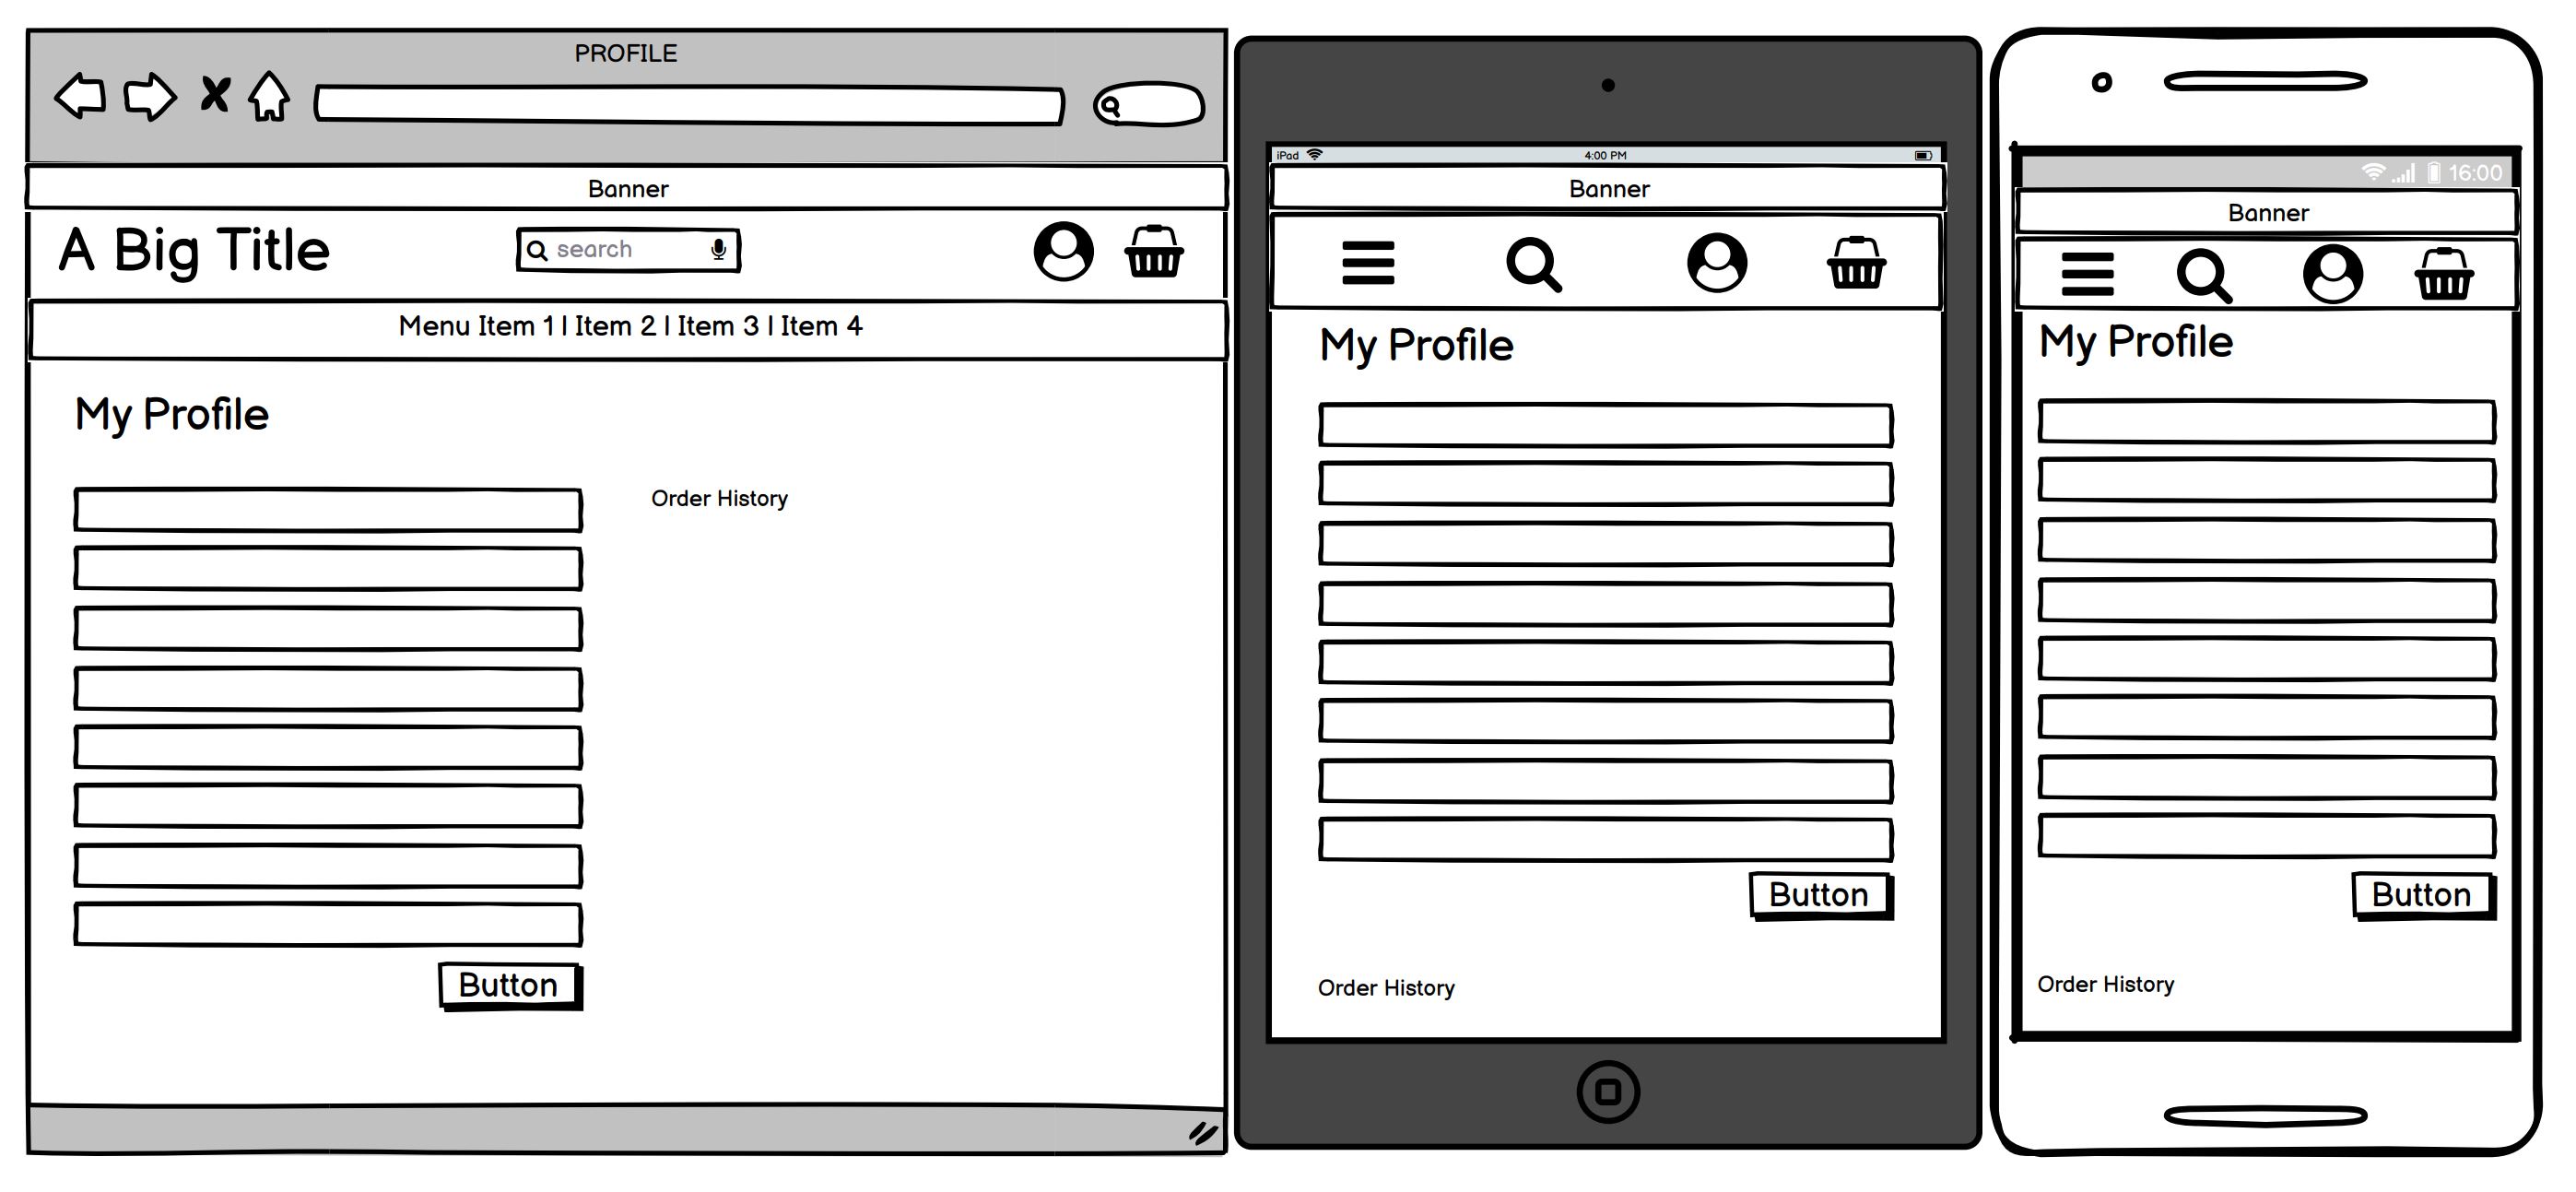 PROFILE
Banner
A Big Title
search
Menu Item 1 | Item 2 | Item 3 | Item 4
My Profile
Order History
Button
iPad
4:00 PM
Banner
My Profile
Button
Order History
16:00
Banner
My Profile
Button
Order History